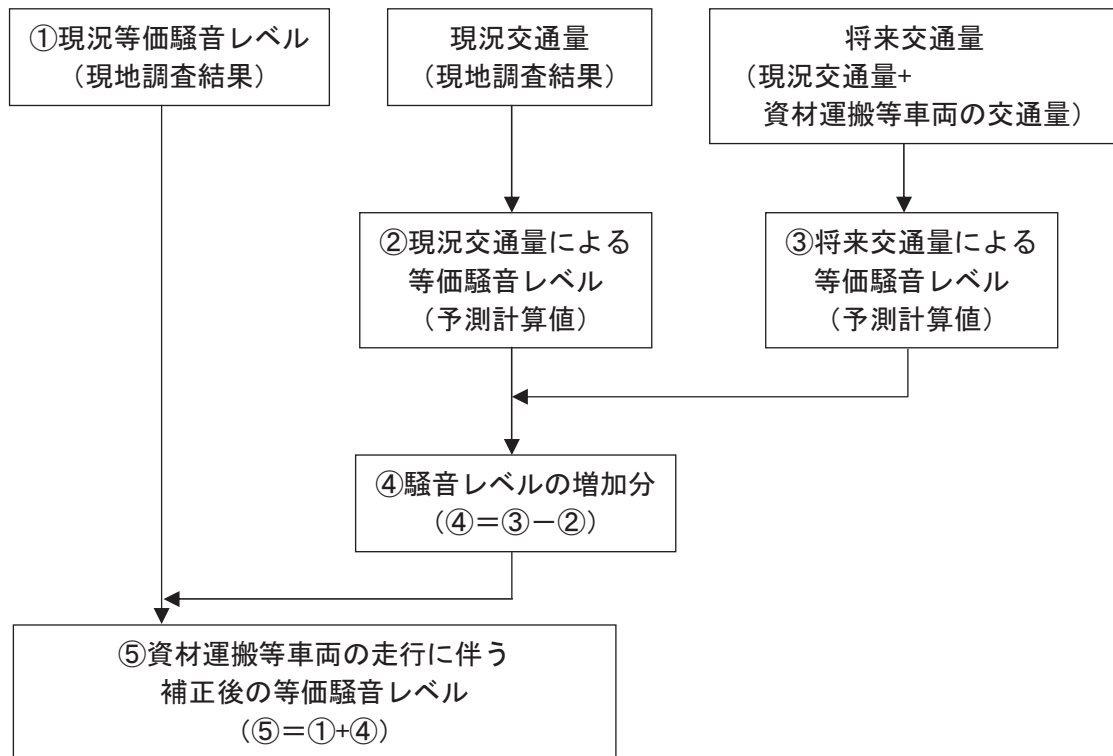 ①現況等価騒音レベル
（現地調査結果）
現況交通量
（現地調査結果）
将来交通量
（現況交通量+
資材運搬等車両の交通量）
②現況交通量による
等価騒音レベル
（予測計算値）
③将来交通量による
等価騒音レベル
（予測計算値）
④騒音レベルの増加分
（④＝③－②）
⑤資材運搬等車両の走行に伴う
補正後の等価騒音レベル
（⑤＝①+④）